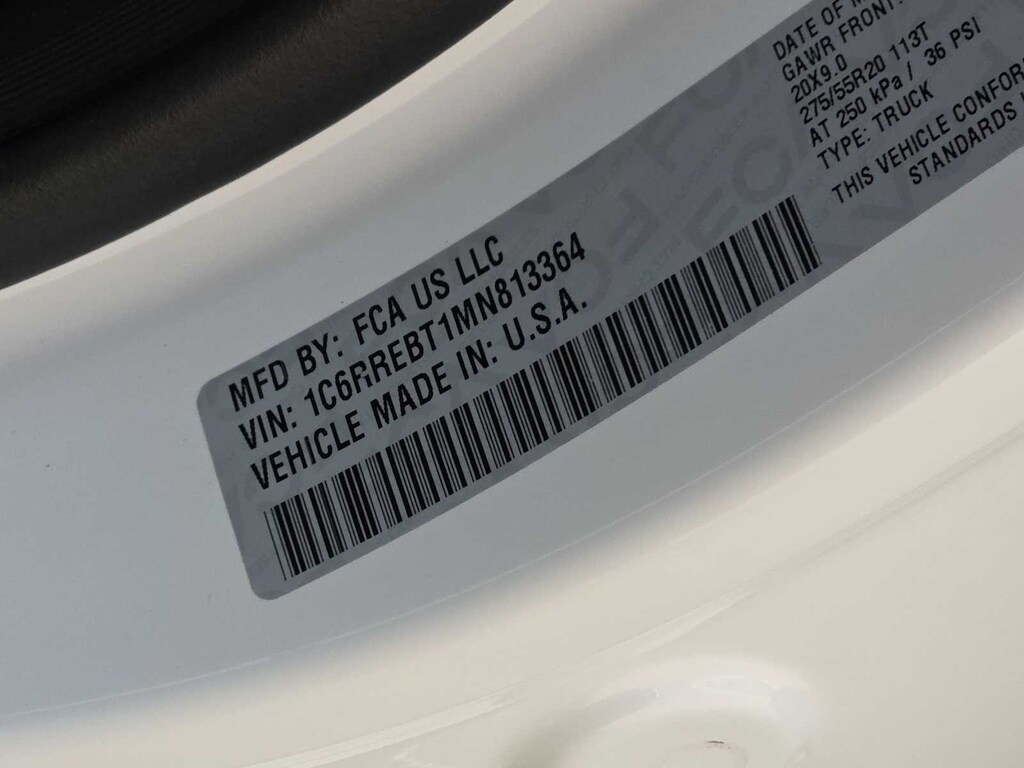 MFD BY: FCA US LLC
VIN: 1C6RREBT1MN813364
VEHICLE MADE IN: U.S.A.
DATE OF
GAWR FRONT:
20X9.0
275/55R20 113T
AT 250 kPa / 36 PSI
TYPE: TRUCK
THIS VEHICLE
STANDARDS